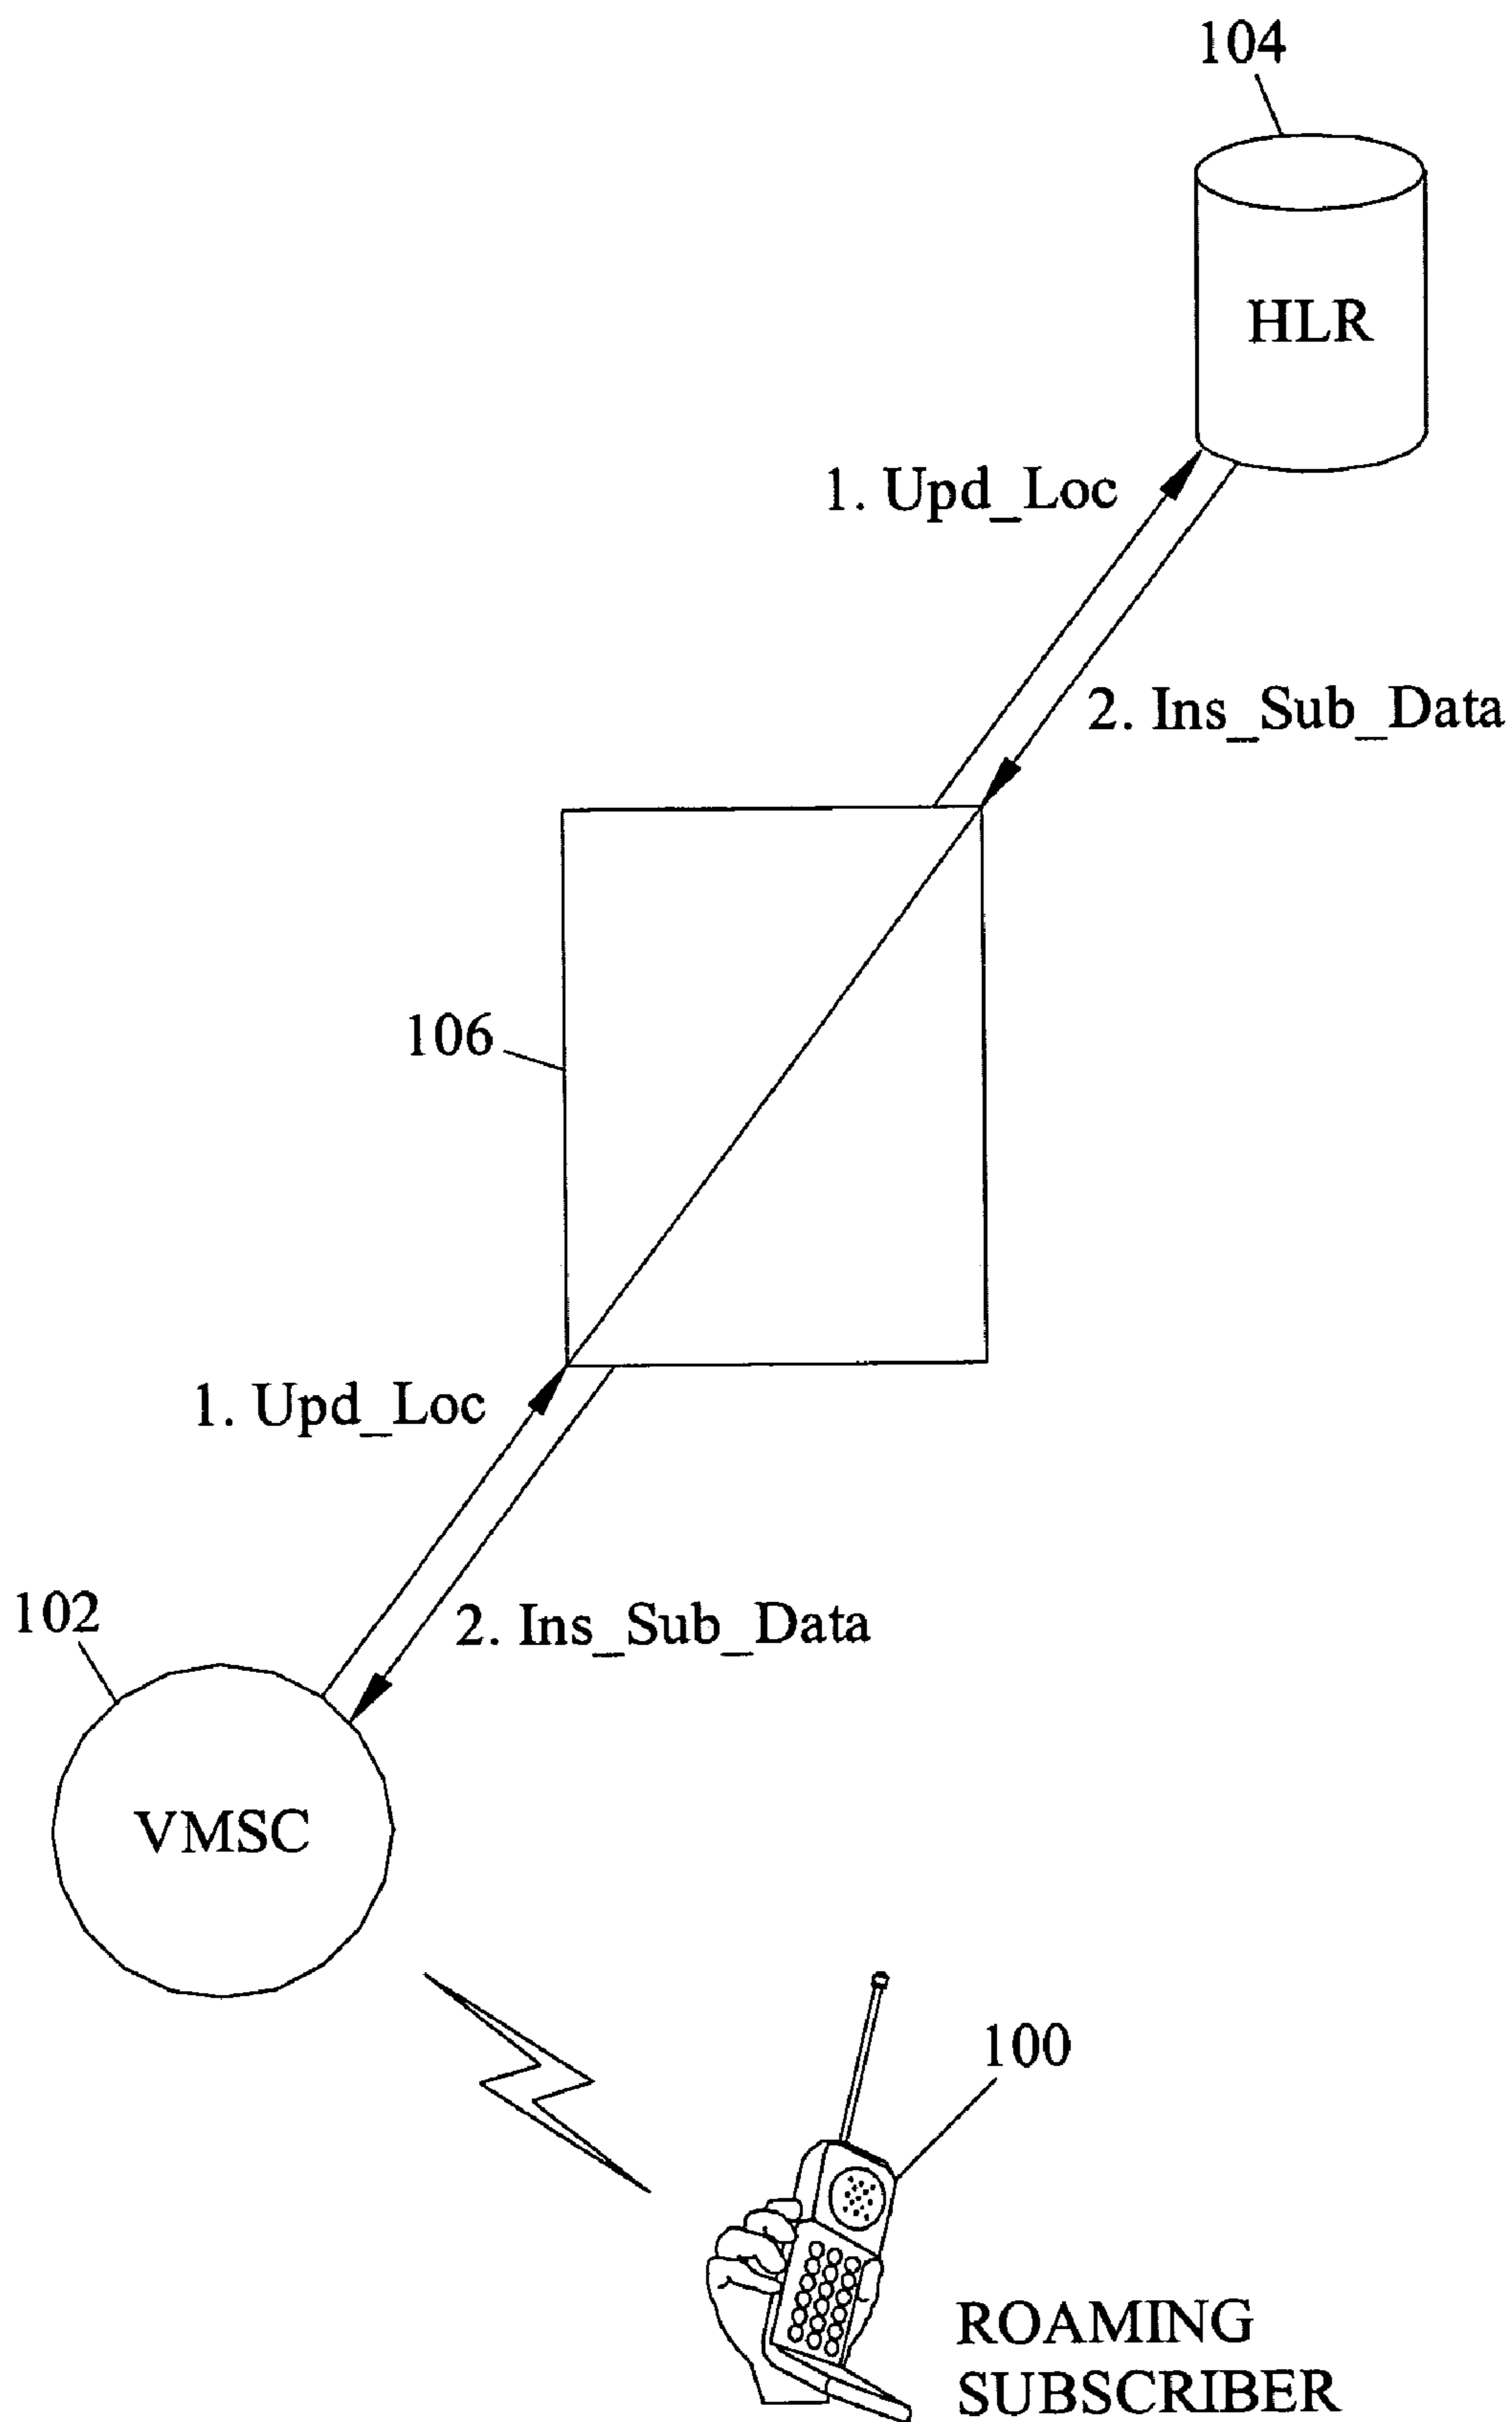 104
HLR
1. Upd_Loc
2. Ins_Sub_Data
106
1. Upd_Loc
102
2. Ins_Sub_Data
VMSC
100
ROAMING
SUBSCRIBER